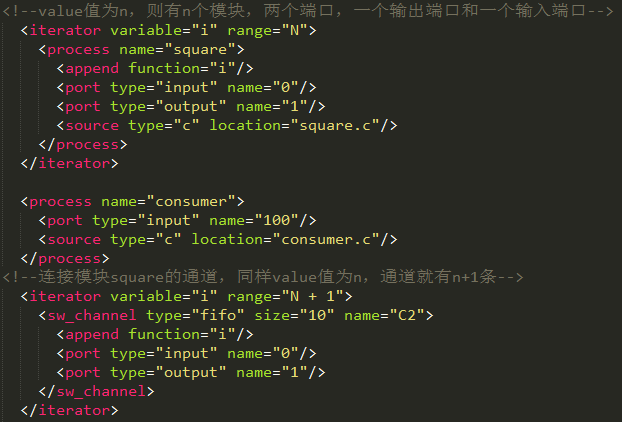 <!--value值为n，则有n个模块，两个端口，一个输出端口和一个输入端口-->
<iterator variable="i" range="N">
<process name="square">
<append function="i"/>
<port type="input" name="0"/>
<port type="output" name="1"/>
<source type="c" location="square.c"/>
</process>
</iterator>
<process name="consumer">
<port type="input" name="100"/>
<source type="c" location="consumer.c"/>
</process>
<!--连接模块square的通道，同样value值为n，通道就有n+1条-->
<iterator variable="i" range="N + 1">
<sw_channel type="fifo" size="10" name="C2">
<append function="i"/>
<port type="input" name="0"/>
<port type="output" name="1"/>
</sw_channel>
</iterator>